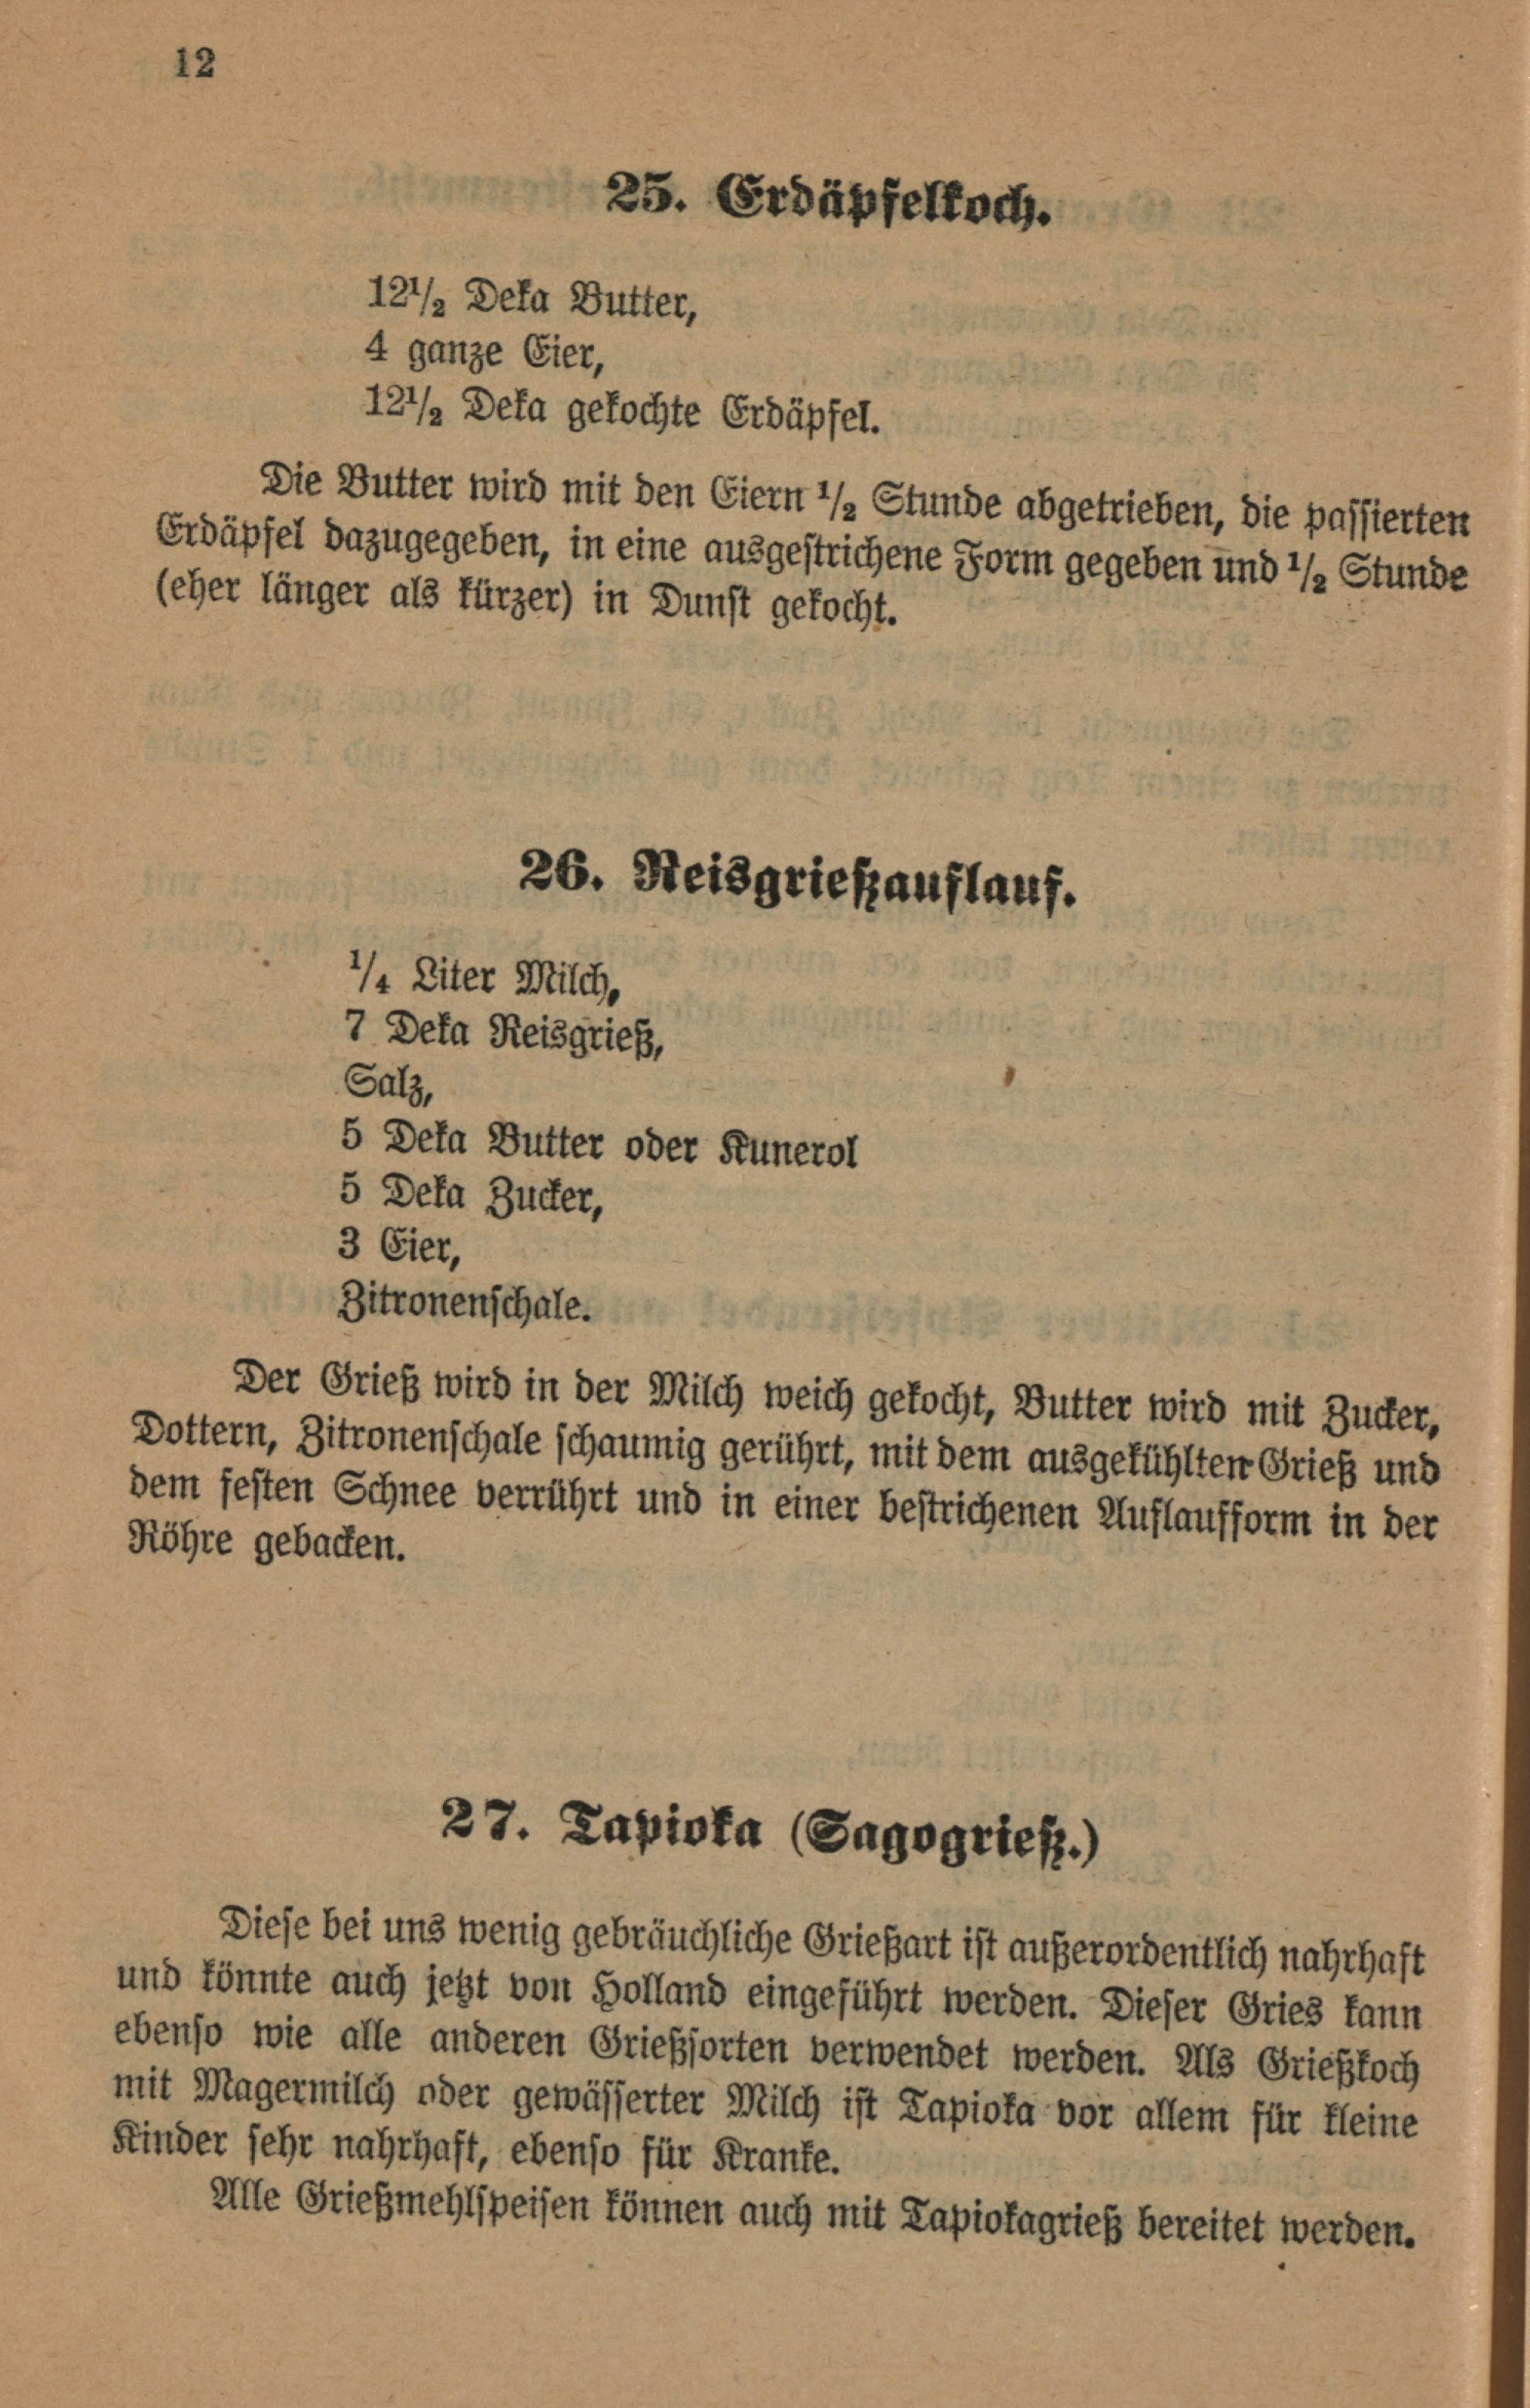 12
25. Erdäpfelkoch.
12½ Deka Butter,
4 ganze Eier,
12½ Deka gekochte Erdäpfel.
Die Butter wird mit den Eiern ½ Stunde abgetrieben, die passierten
Erdäpfel dazugegeben, in eine ausgestrichene Form gegeben und ½ Stunde
(eher länger als kürzer) in Dunst gekocht.
26. Reisgrießauflauf.
¼ Liter Milch,
7 Deka Reisgrieß,
Salz,
5 Deka Butter oder Kunerol
5 Deka Zucker,
3 Eier,
Zitronenschale.
Der Grieß wird in der Milch weich gekocht, Butter wird mit Zucker,
Dottern, Zitronenschale schaumig gerührt, mit dem ausgekühlten Grieß und
dem festen Schnee verrührt und in einer bestrichenen Auflaufform in der
Röhre gebacken.
27. Tapioka (Sagogrieß.)
Diese bei uns wenig gebräuchliche Grießart ist außerordentlich nahrhaft
und könnte auch jetzt von Holland eingeführt werden. Dieser Gries kann
ebenso wie alle anderen Grießsorten verwendet werden. Als Grießkoch
mit Magermilch oder gewässerter Milch ist Tapioka vor allem für kleine
Kinder sehr nahrhaft, ebenso für Kranke.
Alle Grießmehlspeisen können auch mit Tapiokagrieß bereitet werden.